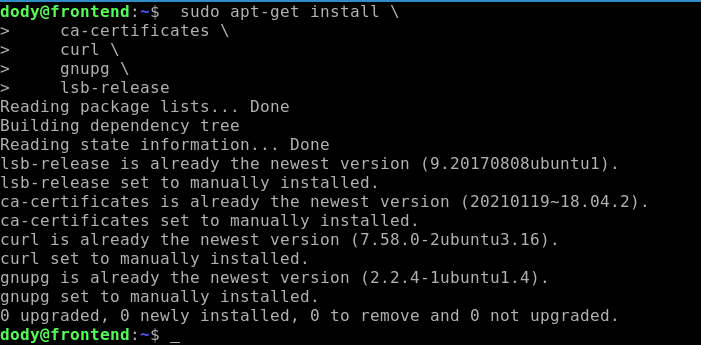 dody@frontend:~$  sudo apt-get install \
>     ca-certificates \
>     curl \
>     gnupg \
>     lsb-release
Reading package lists... Done
Building dependency tree
Reading state information... Done
lsb-release is already the newest version (9.20170808ubuntu1).
lsb-release set to manually installed.
ca-certificates is already the newest version (20210119~18.04.2).
ca-certificates set to manually installed.
curl is already the newest version (7.58.0-2ubuntu3.16).
curl set to manually installed.
gnupg is already the newest version (2.2.4-1ubuntu1.4).
gnupg set to manually installed.
0 upgraded, 0 newly installed, 0 to remove and 0 not upgraded.
dody@frontend:~$ _